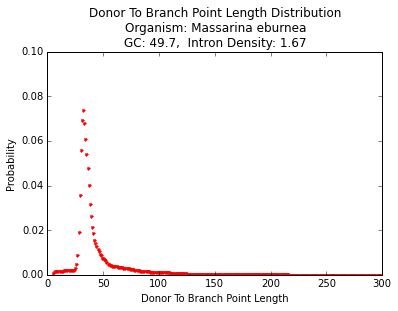 Donor To Branch Point Length Distribution
Organism: Massarina eburnea
GC: 49.7,  Intron Density: 1.67
0.10
0.08
0.06
0.04
0.02
0.00
Probability
0 50 100 150 200 250 300
Donor To Branch Point Length